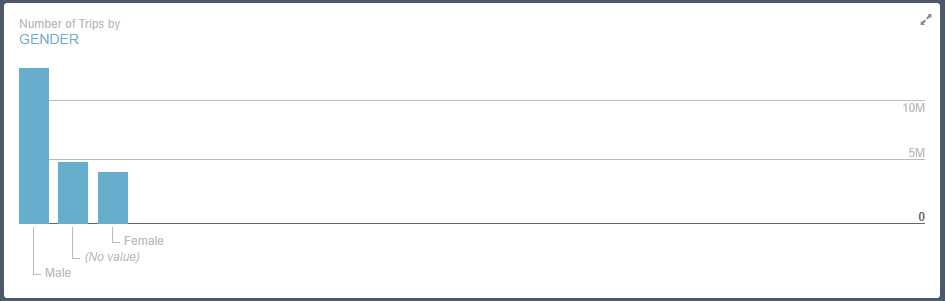 Number of Trips by
GENDER
10M
5M
0
Female
(No value)
Male